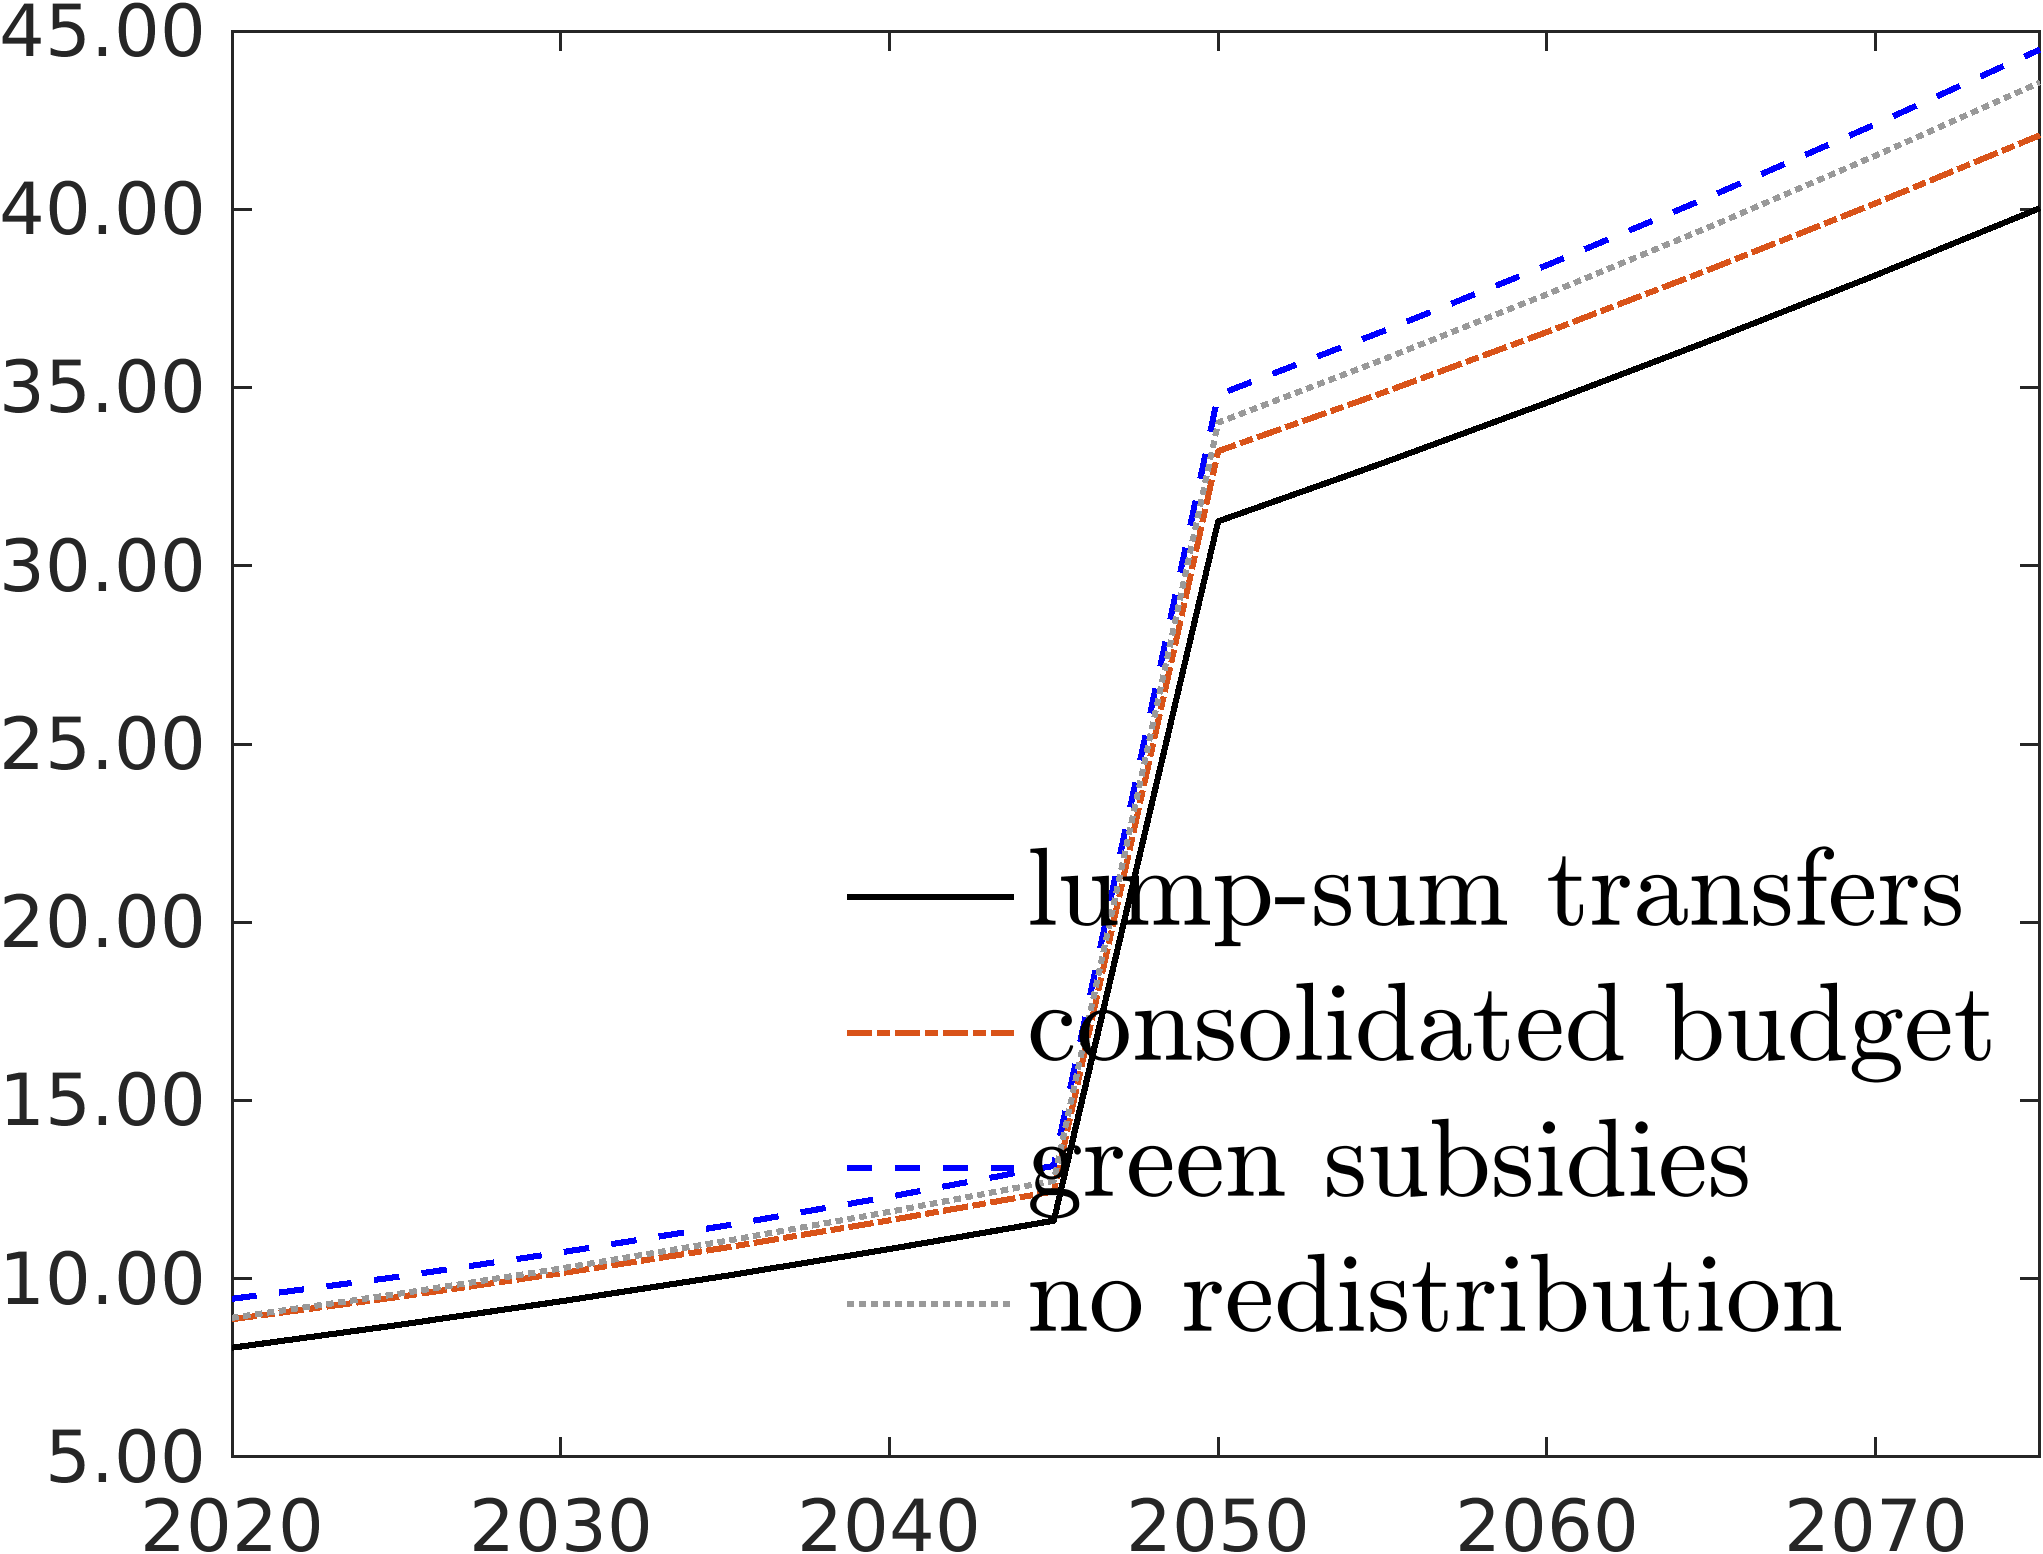 45.00
40.00
35.00
30.00
25.00
20.00
15.00
10.00
5.00
lump-sum transfers
consolidated budget
green subsidies
no redistribution
2020 2030 2040 2050 2060 2070